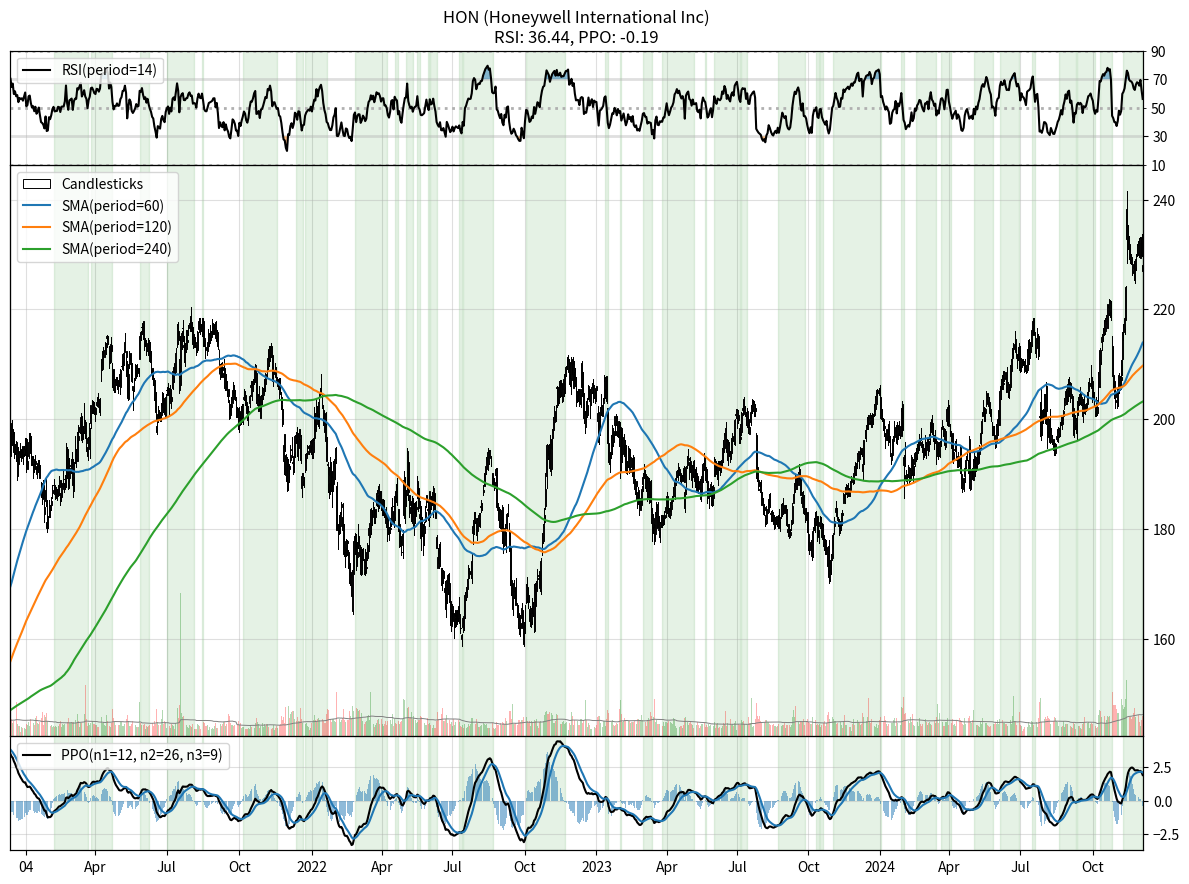 HON (Honeywell International Inc)
RSI: 36.44, PPO: -0.19
RSI(period=14)
90
70
50
30
10
Candlesticks
SMA(period=60)
SMA(period=120)
SMA(period=240)
240
220
200
180
160
PPO(n1=12, n2=26, n3=9)
2.5
0.0
−2.5
04 Apr Jul Oct 2022 Apr Jul Oct 2023 Apr Jul Oct 2024 Apr Jul Oct